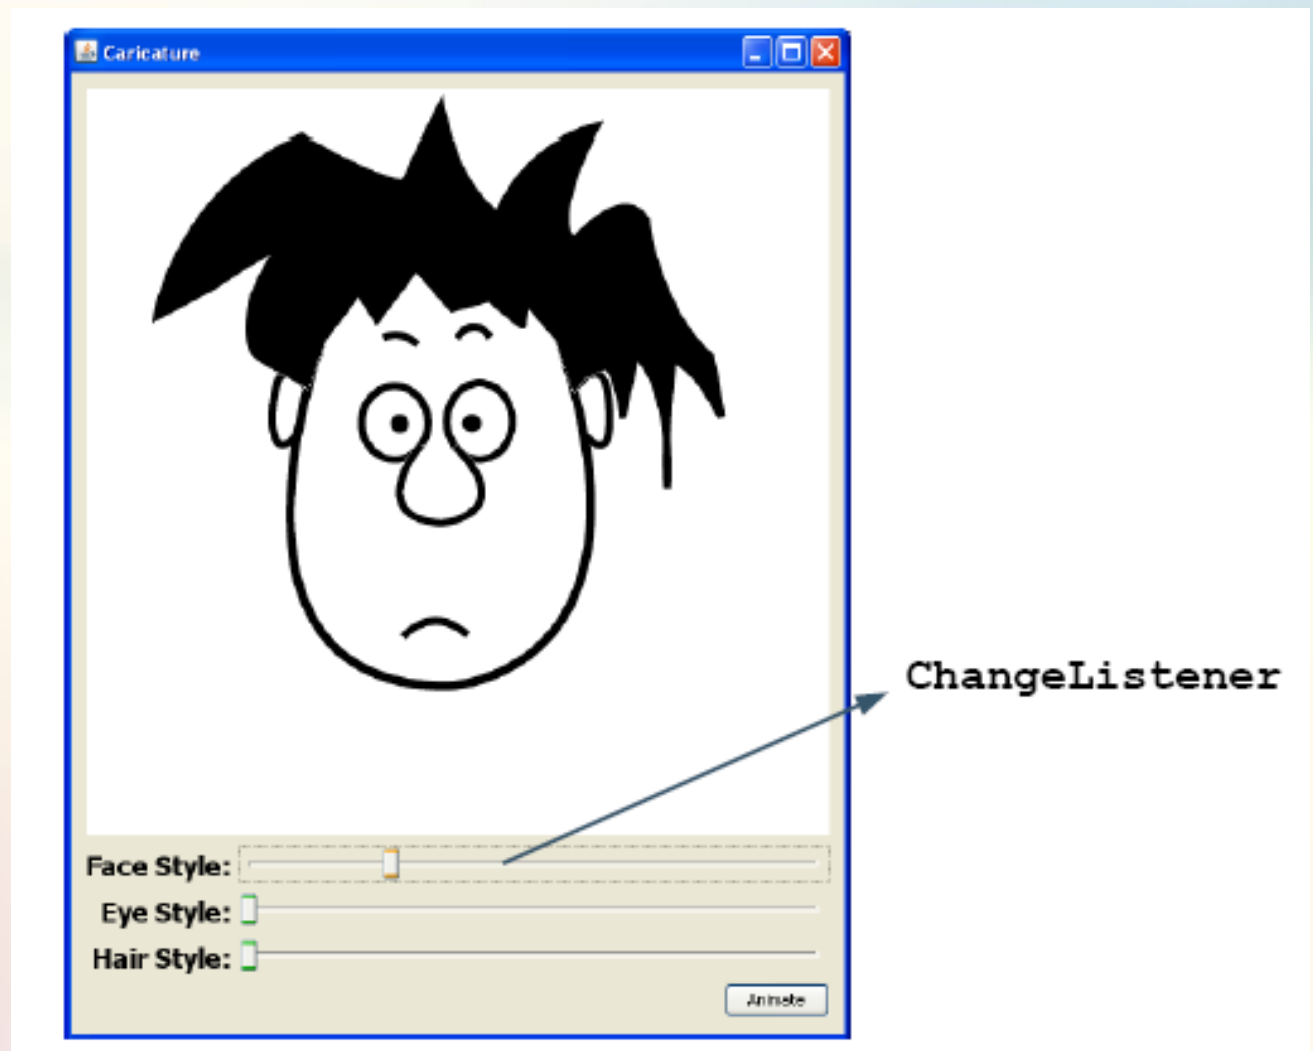 Caricature
ChangeListener
Face Style:
Eye Style:
Hair Style:
Animate